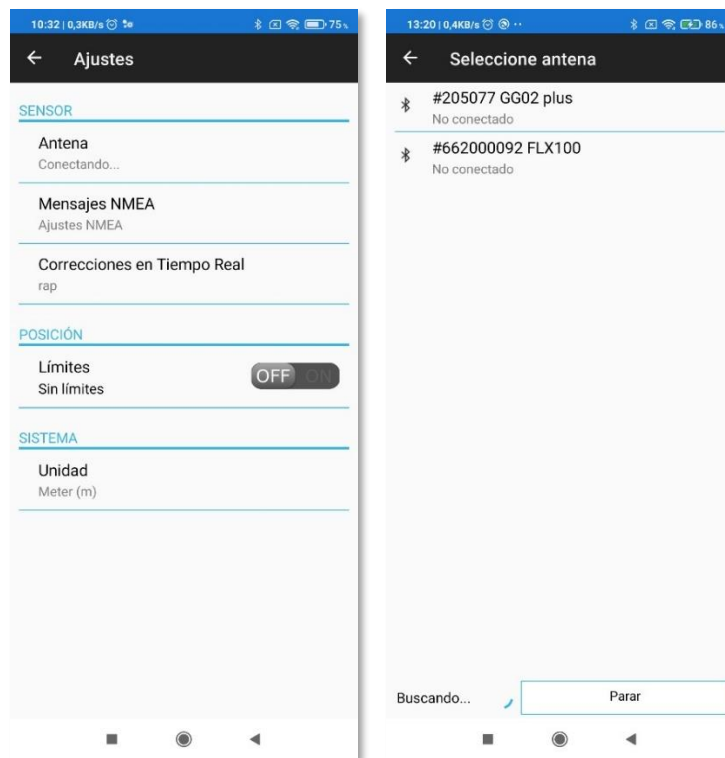 10:32 | 0,3KB/s
75%
Ajustes
SENSOR
Antena
Conectando...
Mensajes NMEA
Ajustes NMEA
Correcciones en Tiempo Real
rap
POSICIÓN
Límites
Sin límites
OFF ON
SISTEMA
Unidad
Meter (m)
13:20 | 0,4KB/s
86%
Seleccione antena
#205077 GG02 plus
No conectado
#662000092 FLX100
No conectado
Buscando...
Parar